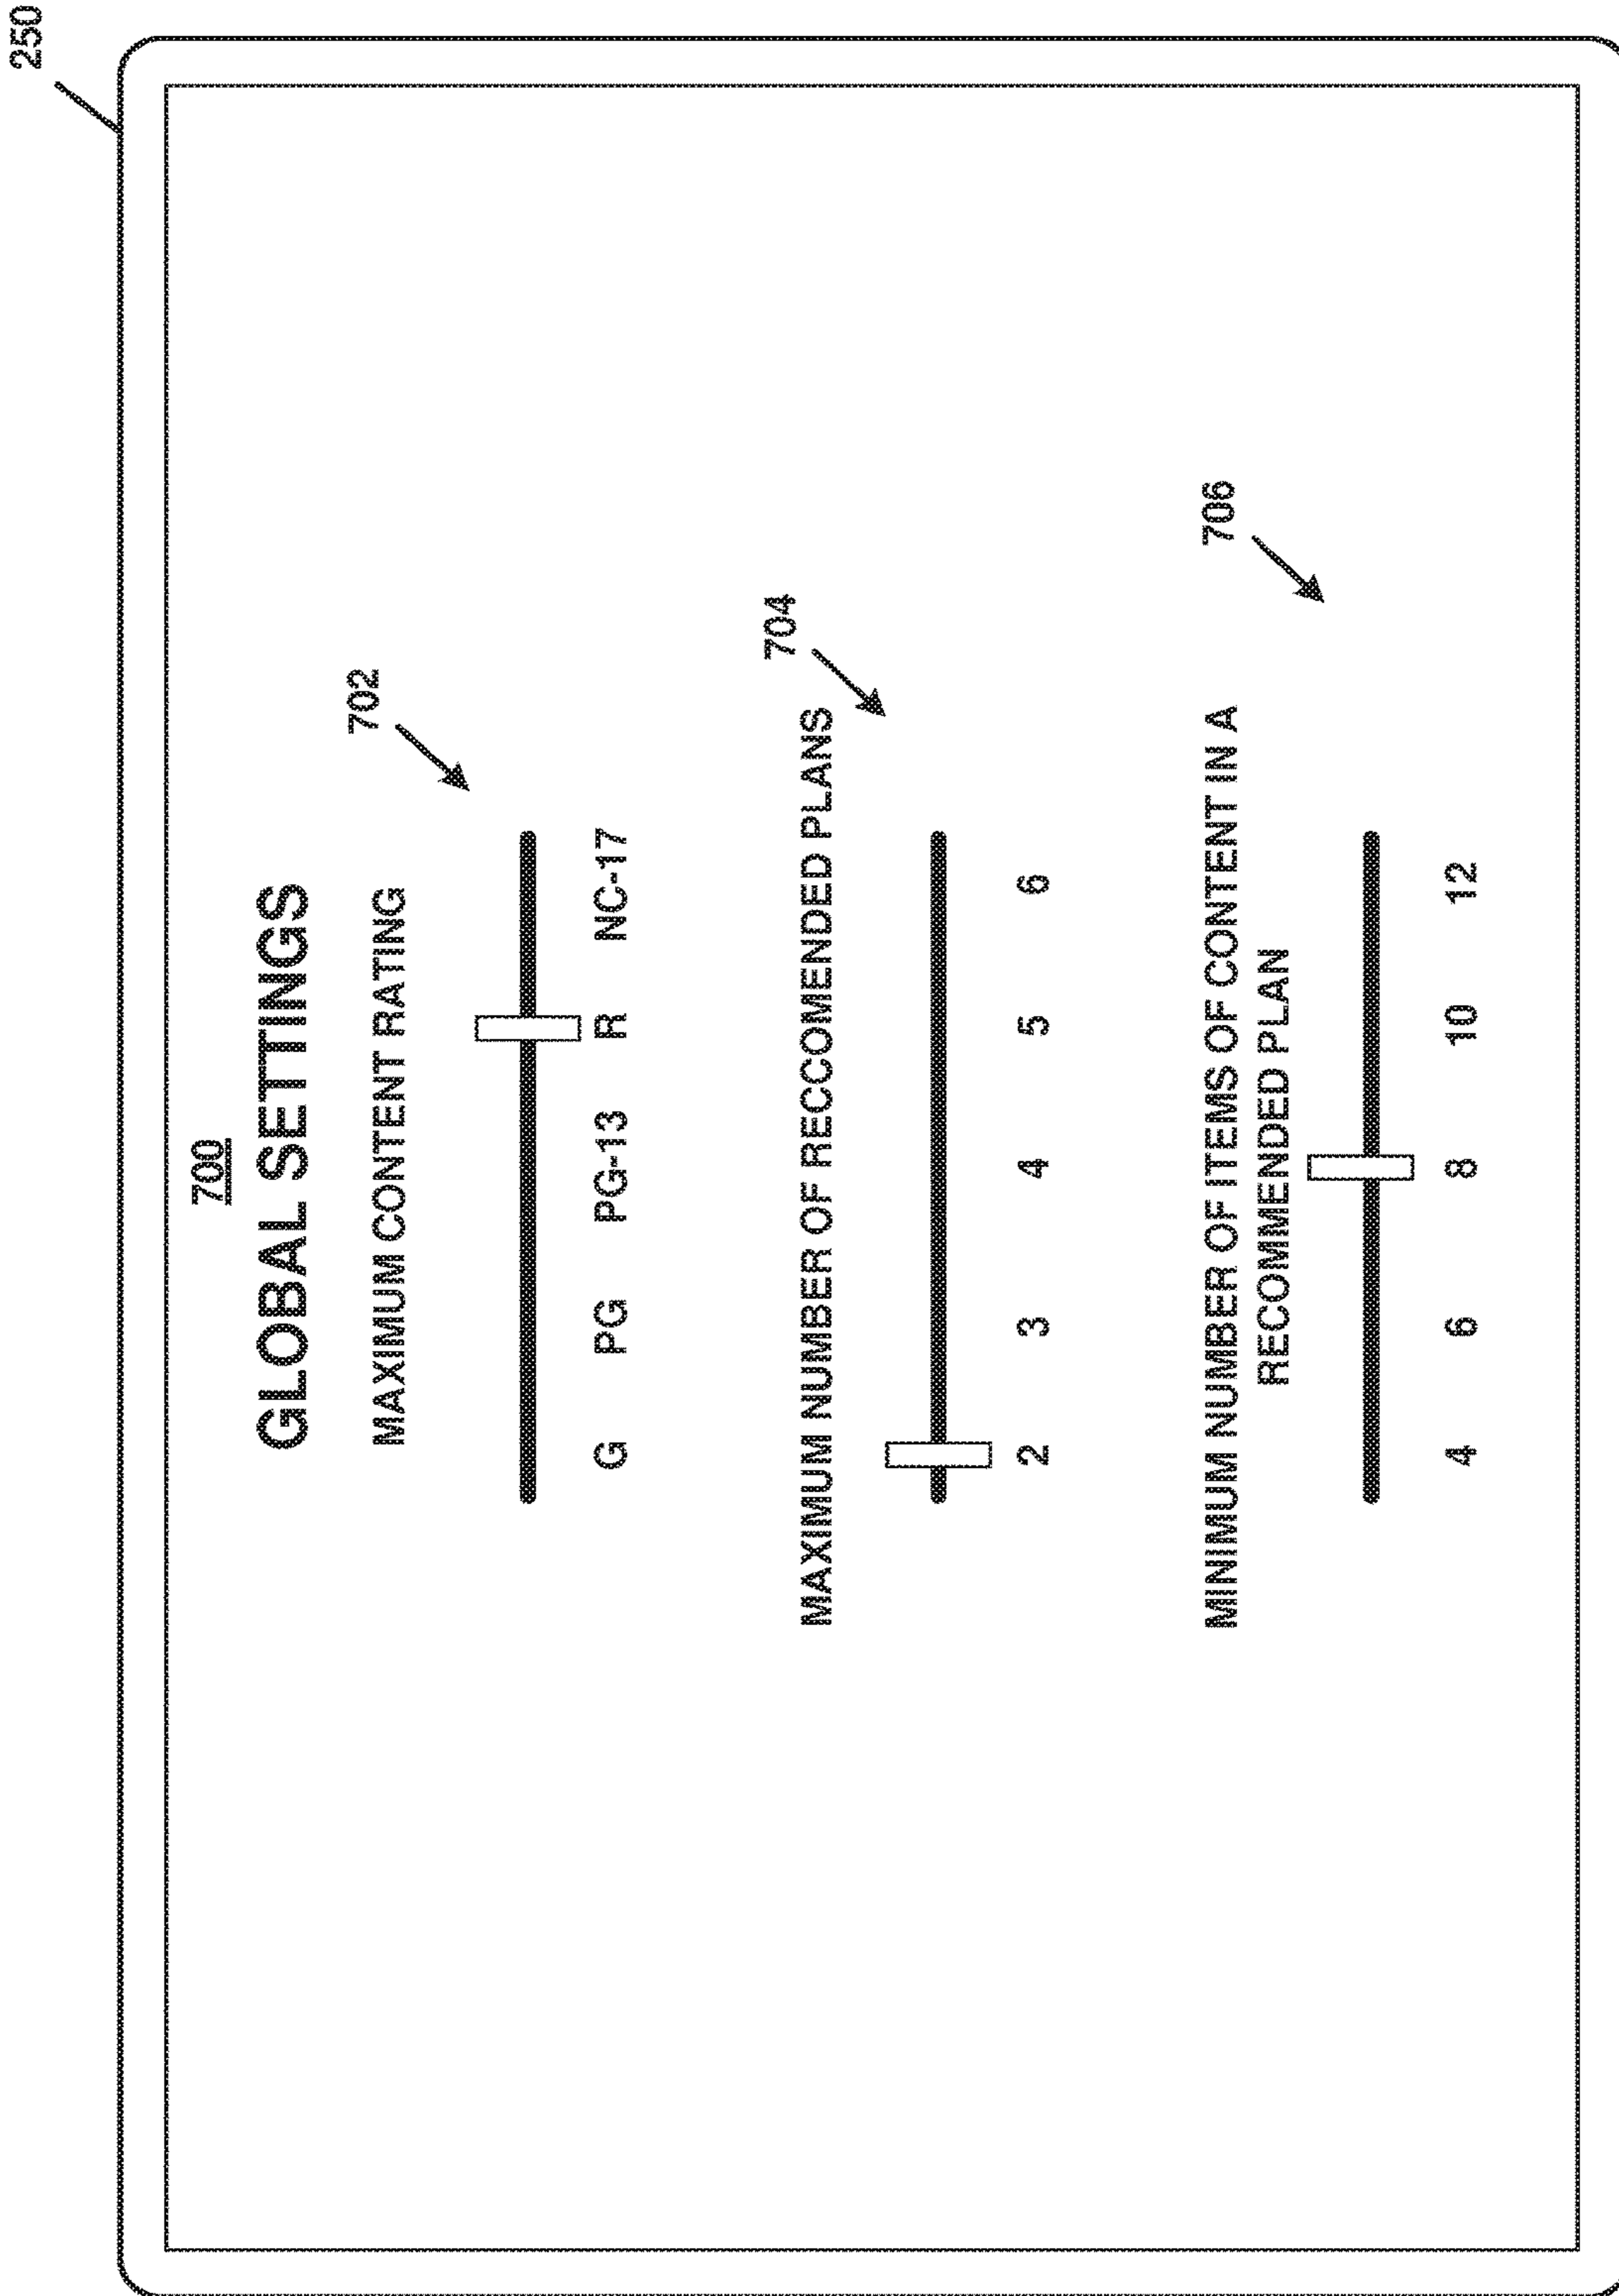 250
700
GLOBAL SETTINGS
MAXIMUM CONTENT RATING
702
G PG PG-13 R NC-17
704
MAXIMUM NUMBER OF RECCOMENDED PLANS
2 3 4 5 6
706
MINIMUM NUMBER OF ITEMS OF CONTENT IN A
RECOMMENDED PLAN
4 6 8 10 12